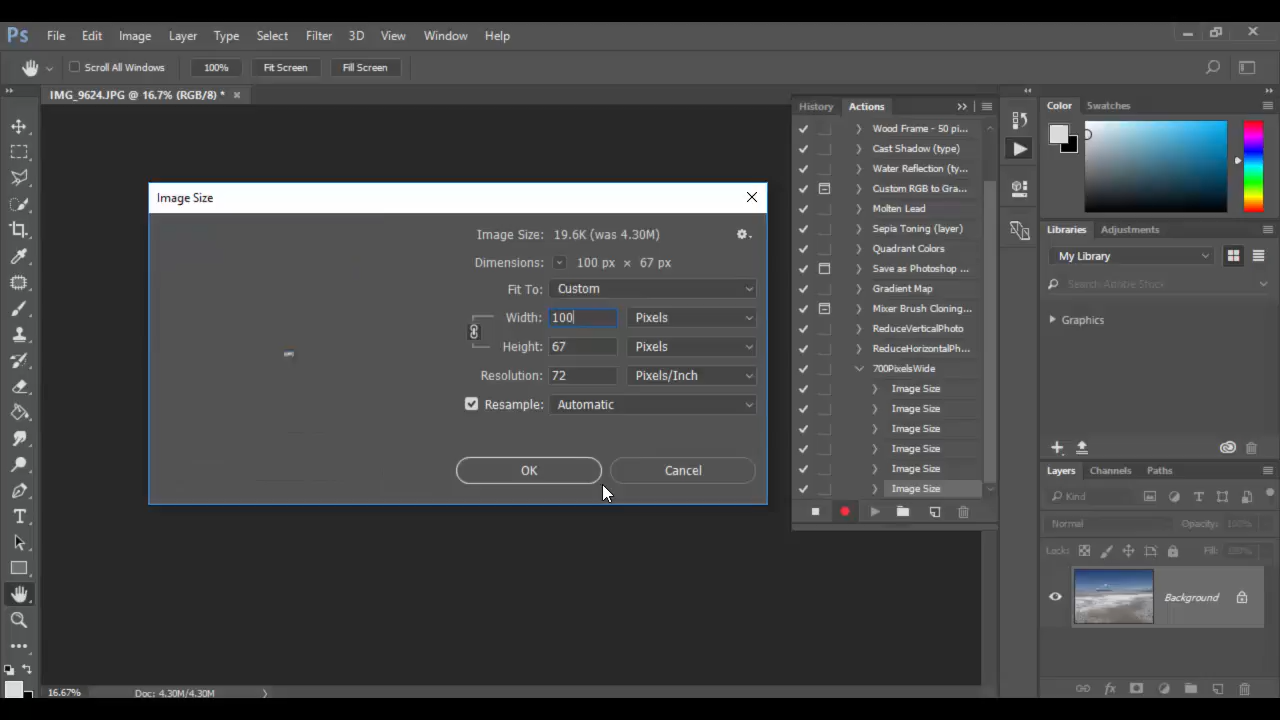 Ps File Edit Image Layer Type Select Filter 3D View Window Help
Scroll All Windows 100% Fit Screen Fill Screen
IMG_9624.JPG @ 16.7% (RGB/8) * ×
History Actions
Color Swatches
Wood Frame - 50 pi...
Cast Shadow (type)
Water Reflection (ty...
Custom RGB to Gra...
Molten Lead
Sepia Toning (layer)
Quadrant Colors
Save as Photoshop ...
Gradient Map
Mixer Brush Cloning...
ReduceVerticalPhoto
ReduceHorizontalPh...
700PixelsWide
Image Size
Image Size
Image Size
Image Size
Image Size
Image Size
Image Size
Image Size: 19.6K (was 4.30M)
Dimensions: 100 px × 67 px
Fit To: Custom
Width: 100 Pixels
Height: 67 Pixels
Resolution: 72 Pixels/Inch
Resample: Automatic
OK Cancel
Libraries Adjustments
My Library
Search Adobe Stock
Graphics
Layers Channels Paths
Kind
Normal Opacity: 100%
Lock: Fill: 100%
Background
16.67% Doc: 4.30M/4.30M